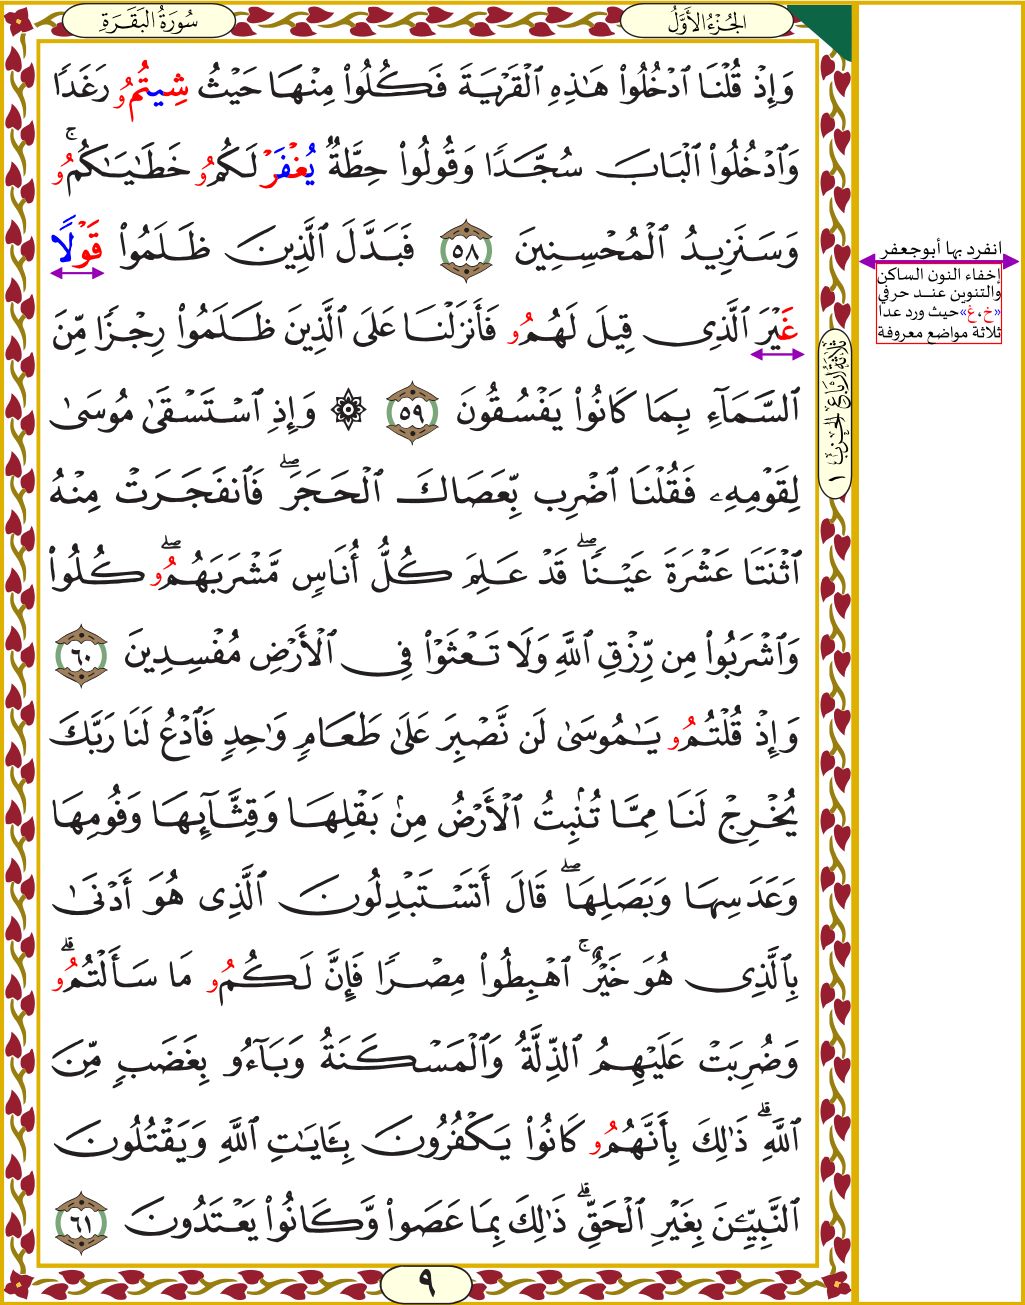 الجُزْءُ الأَوَّلُ
سُورَةُ البَقَرَةِ
وَإِذۡ قُلۡنَا ٱدۡخُلُواْ هَٰذِهِ ٱلۡقَرۡيَةَ فَكُلُواْ مِنۡهَا حَيۡثُ شِيتُمُۥ رَغَدٗا
وَٱدۡخُلُواْ ٱلۡبَابَ سُجَّدٗا وَقُولُواْ حِطَّةٞ يُغۡفَرۡ لَكُمُۥ خَطَٰيَٰكُمُۥۚ
وَسَنَزِيدُ ٱلۡمُحۡسِنِينَ ٥٨ فَبَدَّلَ ٱلَّذِينَ ظَلَمُواْ قَوۡلًا
غَيۡرَ ٱلَّذِي قِيلَ لَهُمُۥ فَأَنزَلۡنَا عَلَى ٱلَّذِينَ ظَلَمُواْ رِجۡزٗا مِّنَ
ٱلسَّمَآءِ بِمَا كَانُواْ يَفۡسُقُونَ ٥٩ ۞ وَإِذِ ٱسۡتَسۡقَىٰ مُوسَىٰ
لِقَوۡمِهِۦ فَقُلۡنَا ٱضۡرِب بِّعَصَاكَ ٱلۡحَجَرَۖ فَٱنفَجَرَتۡ مِنۡهُ
ٱثۡنَتَا عَشۡرَةَ عَيۡنٗاۖ قَدۡ عَلِمَ كُلُّ أُنَاسٖ مَّشۡرَبَهُمُۥۖ كُلُواْ
وَٱشۡرَبُواْ مِن رِّزۡقِ ٱللَّهِ وَلَا تَعۡثَوۡاْ فِي ٱلۡأَرۡضِ مُفۡسِدِينَ ٦٠
وَإِذۡ قُلۡتُمُۥ يَٰمُوسَىٰ لَن نَّصۡبِرَ عَلَىٰ طَعَامٖ وَٰحِدٖ فَٱدۡعُ لَنَا رَبَّكَ
يُخۡرِجۡ لَنَا مِمَّا تُنۢبِتُ ٱلۡأَرۡضُ مِنۢ بَقۡلِهَا وَقِثَّآئِهَا وَفُومِهَا
وَعَدَسِهَا وَبَصَلِهَاۖ قَالَ أَتَسۡتَبۡدِلُونَ ٱلَّذِي هُوَ أَدۡنَىٰ
بِٱلَّذِي هُوَ خَيۡرٌۚ ٱهۡبِطُواْ مِصۡرٗا فَإِنَّ لَكُمُۥ مَا سَأَلۡتُمُۥۗ
وَضُرِبَتۡ عَلَيۡهِمُ ٱلذِّلَّةُ وَٱلۡمَسۡكَنَةُ وَبَآءُو بِغَضَبٖ مِّنَ
ٱللَّهِۗ ذَٰلِكَ بِأَنَّهُمُۥ كَانُواْ يَكۡفُرُونَ بِـَٔايَٰتِ ٱللَّهِ وَيَقۡتُلُونَ
ٱلنَّبِيِّـۧنَ بِغَيۡرِ ٱلۡحَقِّۗ ذَٰلِكَ بِمَا عَصَواْ وَّكَانُواْ يَعۡتَدُونَ ٦١
٩
انفرد بها أبو جعفر
إخفاء النون الساكن
والتنوين عند حرفي
«خ، غ» حيث ورد عدا
ثلاثة مواضع معروفة
ثَلَاثَةُ أَرْبَاعِ الحِزْبِ ١